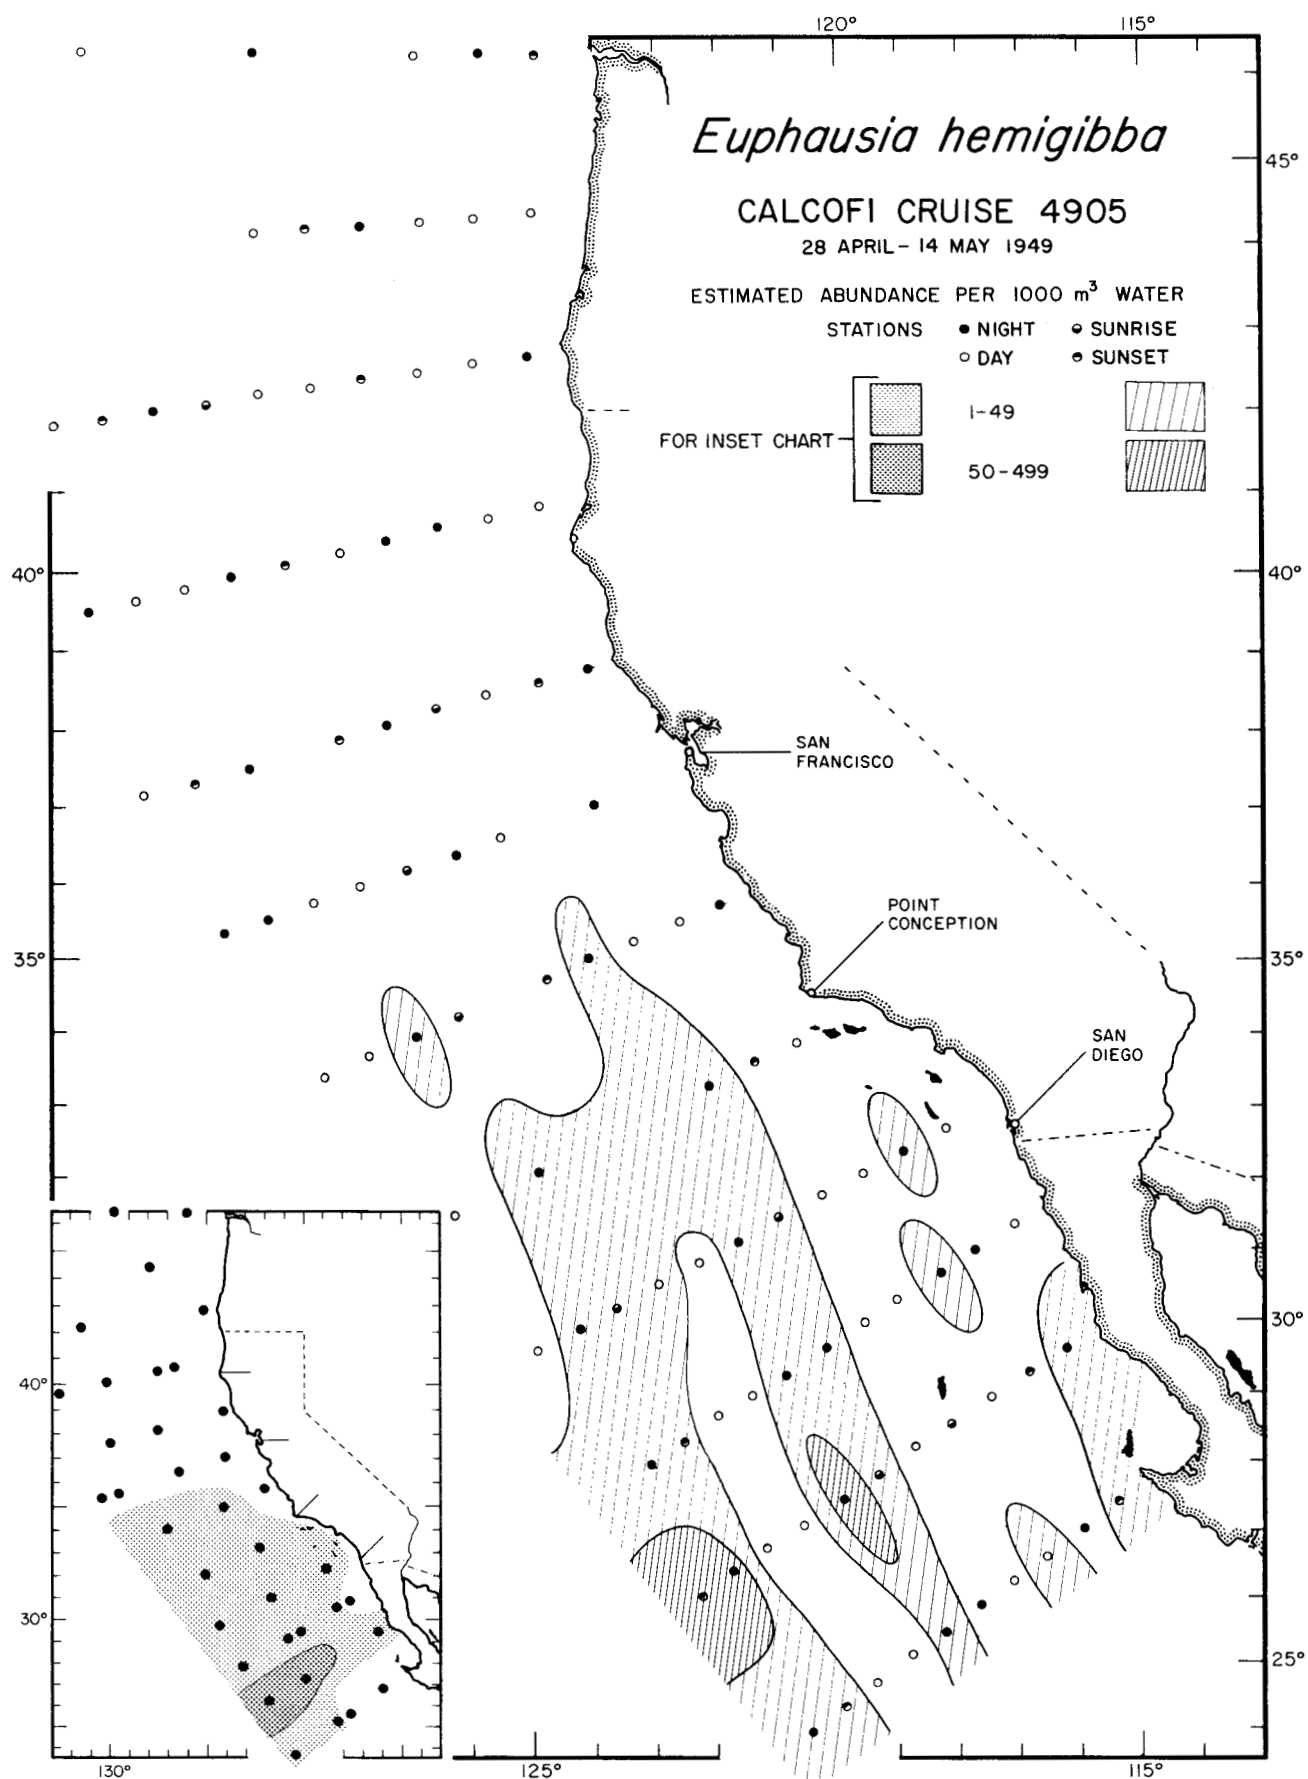 120° 115°
Euphausia hemigibba
45°
CALCOFI CRUISE 4905
28 APRIL – 14 MAY 1949
ESTIMATED ABUNDANCE PER 1000 m³ WATER
STATIONS ● NIGHT ◒ SUNRISE
○ DAY ◓ SUNSET
1-49
FOR INSET CHART
50-499
40° 40°
SAN
FRANCISCO
POINT
CONCEPTION
35° 35°
SAN
DIEGO
30°
40°
30°
25°
130° 125° 115°